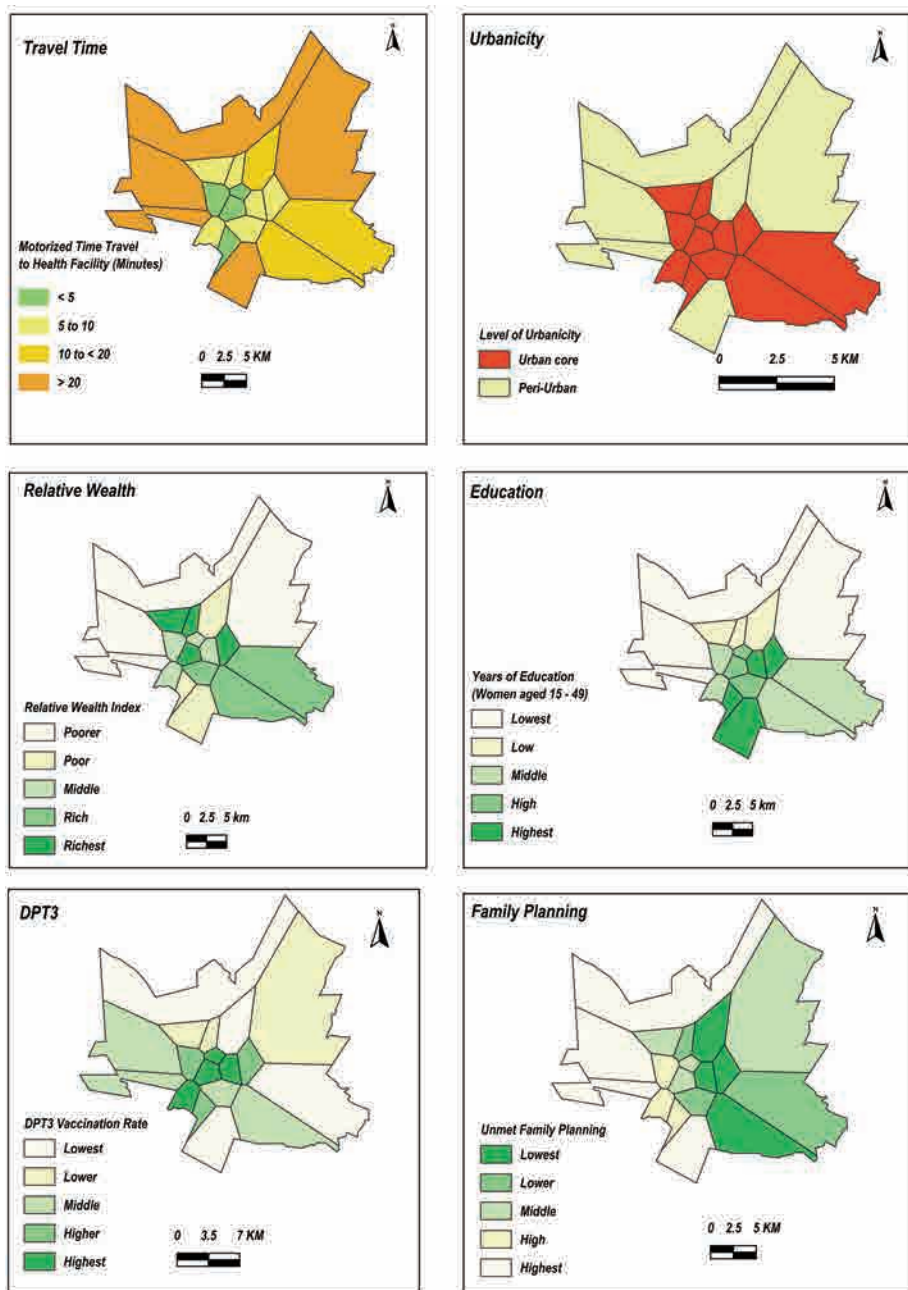 Travel Time
N
Motorized Time Travel
to Health Facility (Minutes)
< 5
5 to 10
10 to < 20
> 20
0 2.5 5 KM
Urbanicity
N
Level of Urbanicity
Urban core
Peri-Urban
0 2.5 5 KM
Relative Wealth
N
Relative Wealth Index
Poorer
Poor
Middle
Rich
Richest
0 2.5 5 km
Education
N
Years of Education
(Women aged 15 - 49)
Lowest
Low
Middle
High
Highest
0 2.5 5 km
DPT3
N
DPT3 Vaccination Rate
Lowest
Lower
Middle
Higher
Highest
0 3.5 7 KM
Family Planning
N
Unmet Family Planning
Lowest
Lower
Middle
High
Highest
0 2.5 5 KM